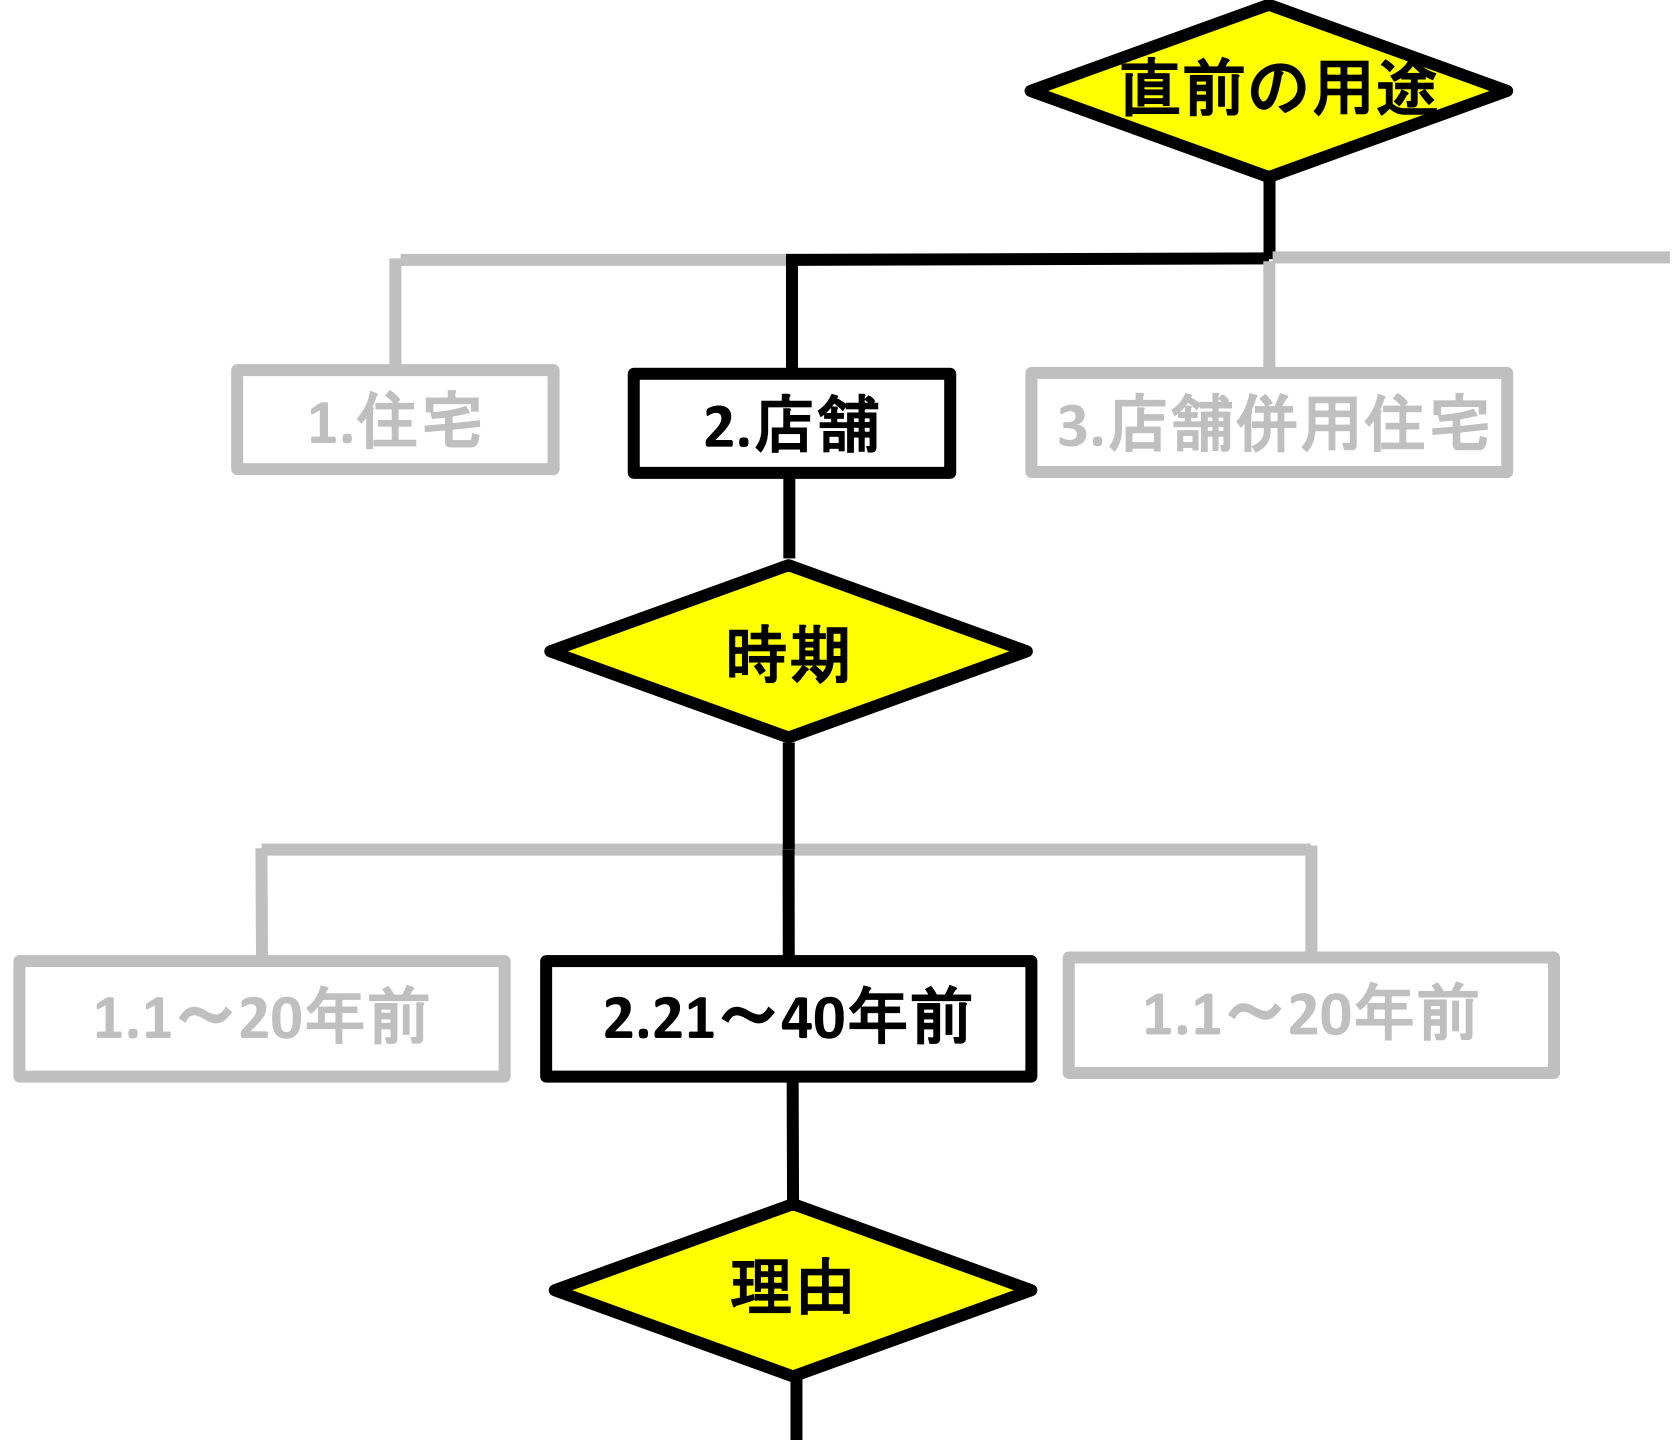 直前の用途
1.住宅
2.店舗
3.店舗併用住宅
時期
1.1～20年前
2.21～40年前
1.1～20年前
理由